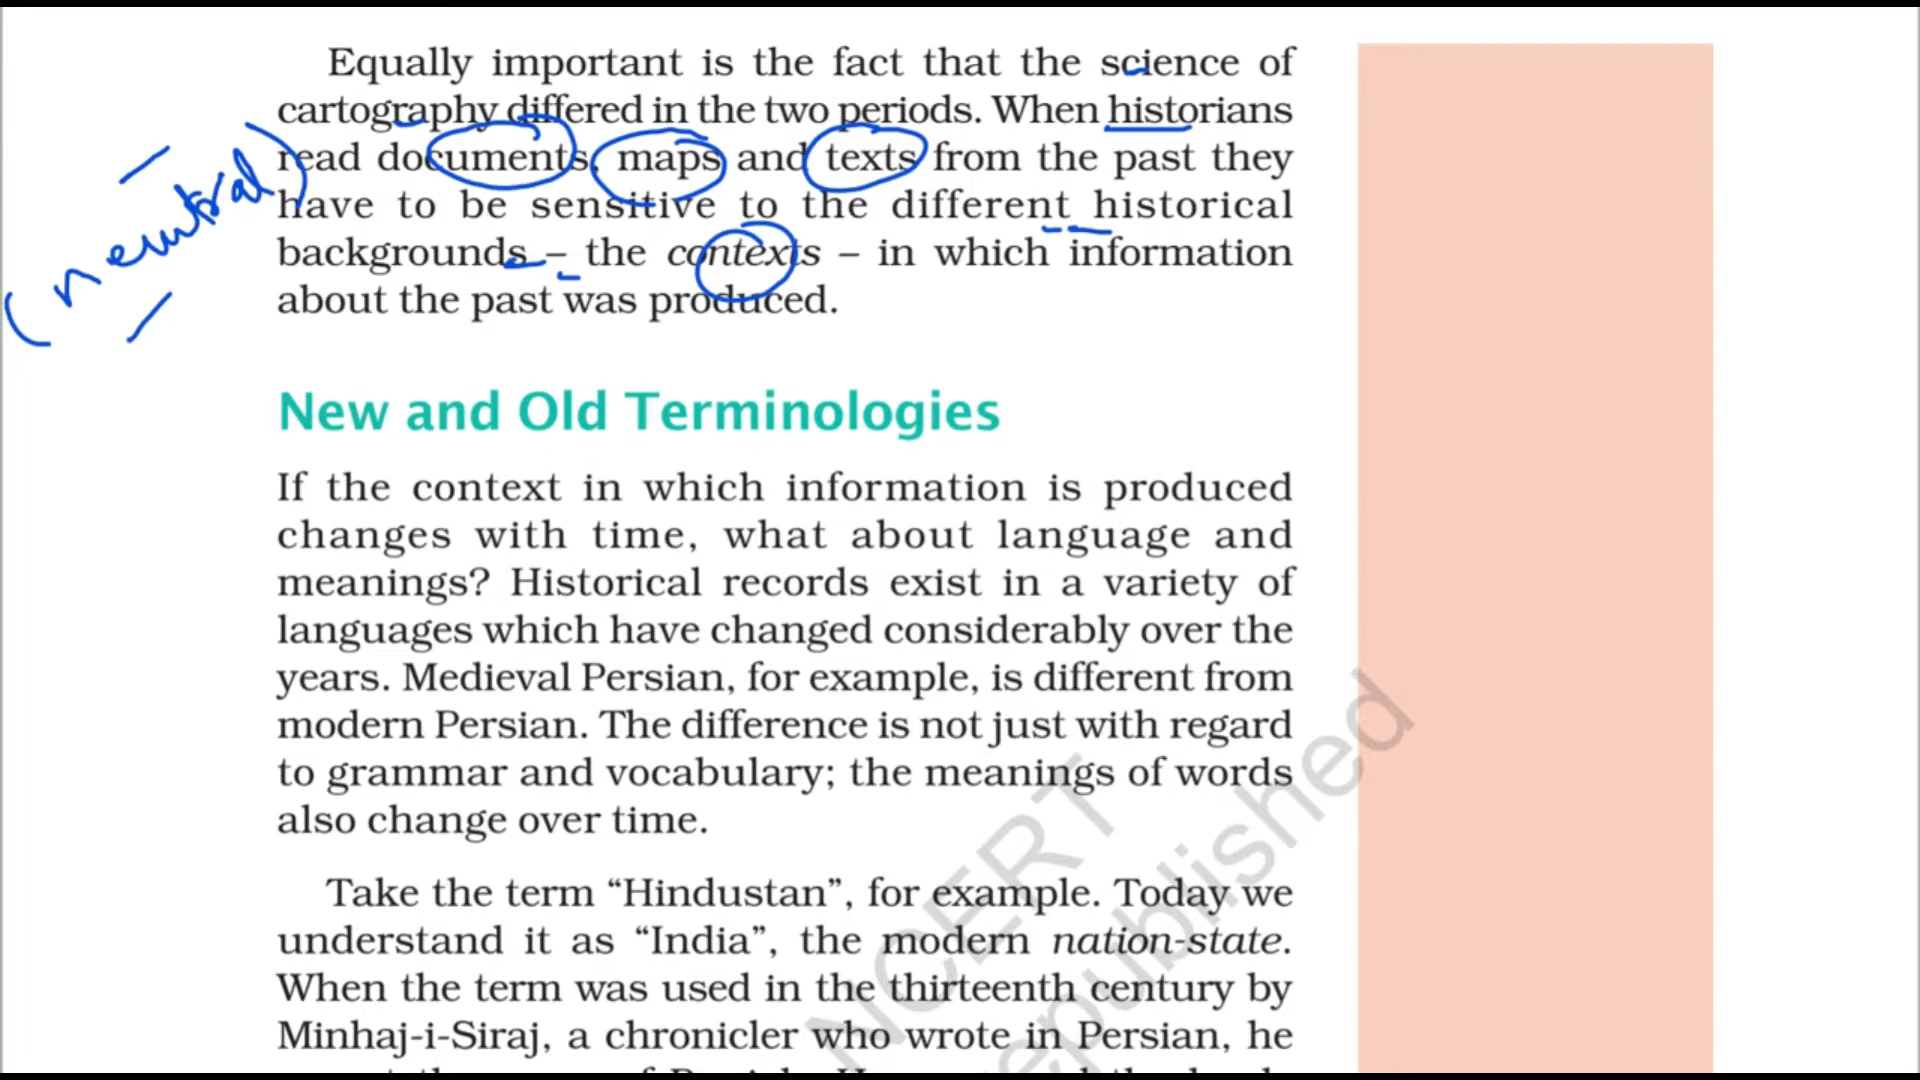 Equally important is the fact that the science of
cartography differed in the two periods. When historians
read documents, maps and texts from the past they
have to be sensitive to the different historical
backgrounds – the contexts – in which information
about the past was produced.
(neutral)
New and Old Terminologies
If the context in which information is produced
changes with time, what about language and
meanings? Historical records exist in a variety of
languages which have changed considerably over the
years. Medieval Persian, for example, is different from
modern Persian. The difference is not just with regard
to grammar and vocabulary; the meanings of words
also change over time.
Take the term “Hindustan”, for example. Today we
understand it as “India”, the modern nation-state.
When the term was used in the thirteenth century by
Minhaj-i-Siraj, a chronicler who wrote in Persian, he
NCERT
epublished